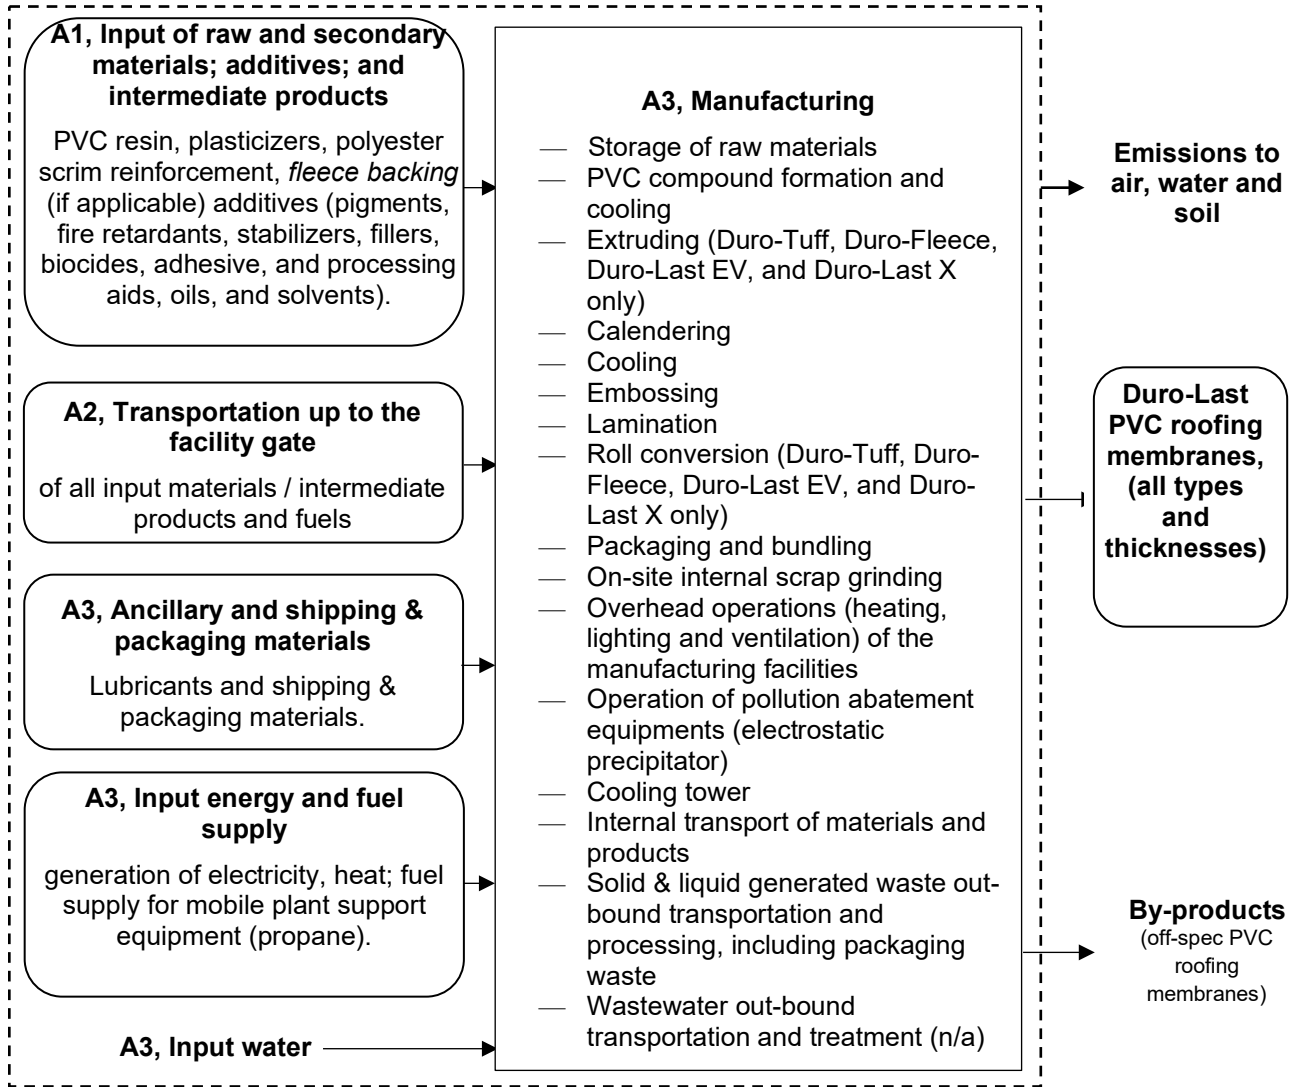 A1, Input of raw and secondary
materials; additives; and
intermediate products
PVC resin, plasticizers, polyester
scrim reinforcement, fleece backing
(if applicable) additives (pigments,
fire retardants, stabilizers, fillers,
biocides, adhesive, and processing
aids, oils, and solvents).
A2, Transportation up to the
facility gate
of all input materials / intermediate
products and fuels
A3, Ancillary and shipping &
packaging materials
Lubricants and shipping &
packaging materials.
A3, Input energy and fuel
supply
generation of electricity, heat; fuel
supply for mobile plant support
equipment (propane).
A3, Input water
A3, Manufacturing
— Storage of raw materials
— PVC compound formation and
cooling
— Extruding (Duro-Tuff, Duro-Fleece,
Duro-Last EV, and Duro-Last X
only)
— Calendering
— Cooling
— Embossing
— Lamination
— Roll conversion (Duro-Tuff, Duro-
Fleece, Duro-Last EV, and Duro-
Last X only)
— Packaging and bundling
— On-site internal scrap grinding
— Overhead operations (heating,
lighting and ventilation) of the
manufacturing facilities
— Operation of pollution abatement
equipments (electrostatic
precipitator)
— Cooling tower
— Internal transport of materials and
products
— Solid & liquid generated waste out-
bound transportation and
processing, including packaging
waste
— Wastewater out-bound
transportation and treatment (n/a)
Emissions to
air, water and
soil
Duro-Last
PVC roofing
membranes,
(all types
and
thicknesses)
By-products
(off-spec PVC
roofing
membranes)